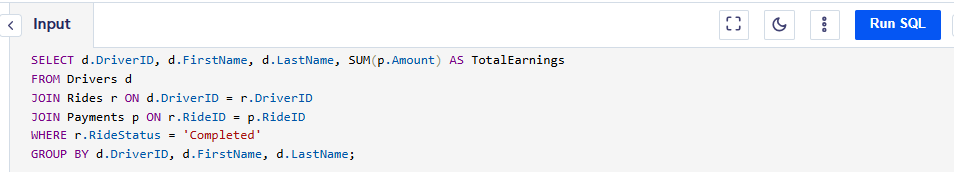 Input
Run SQL
SELECT d.DriverID, d.FirstName, d.LastName, SUM(p.Amount) AS TotalEarnings
FROM Drivers d
JOIN Rides r ON d.DriverID = r.DriverID
JOIN Payments p ON r.RideID = p.RideID
WHERE r.RideStatus = 'Completed'
GROUP BY d.DriverID, d.FirstName, d.LastName;